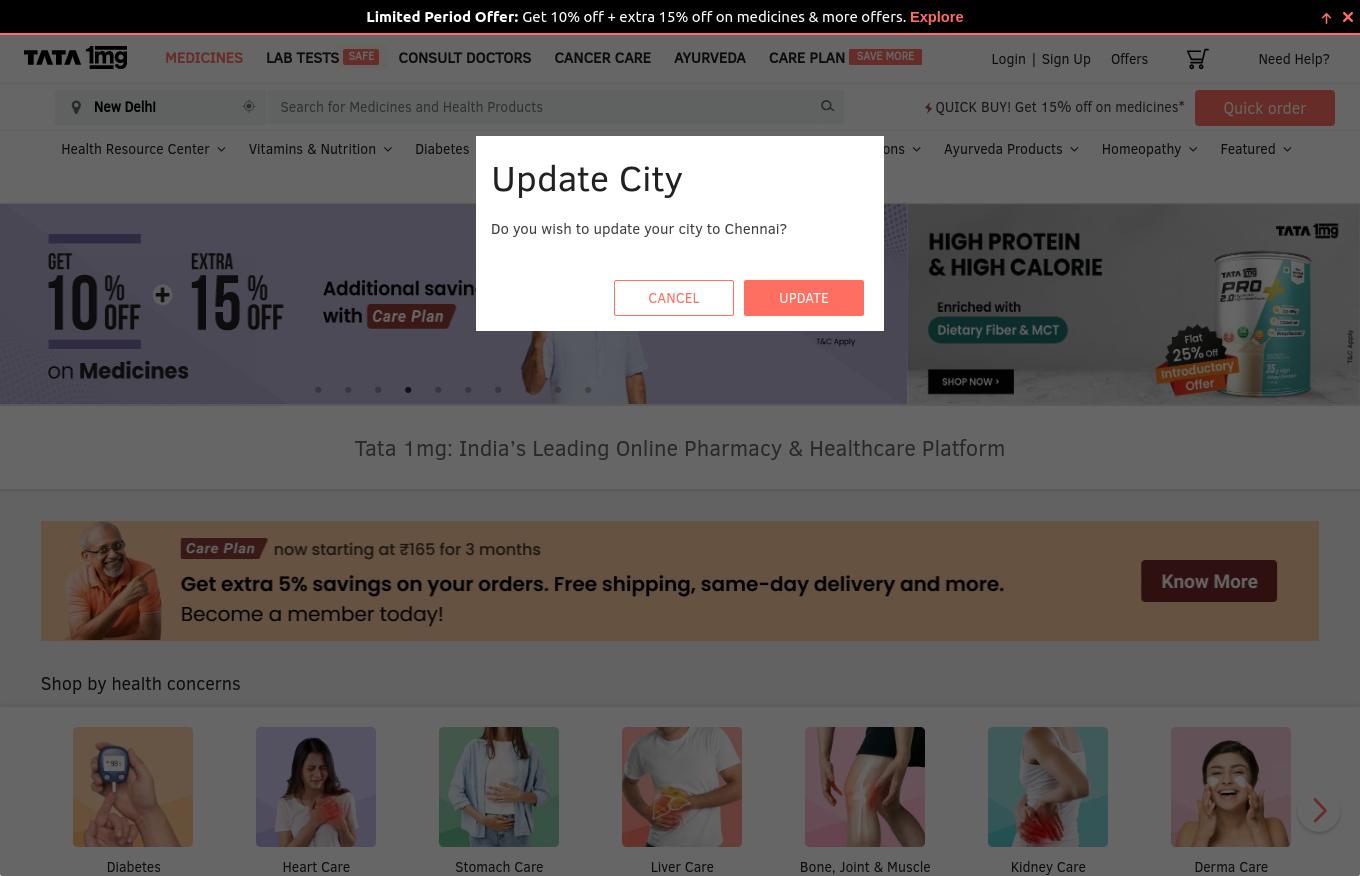 Limited Period Offer: Get 10% off + extra 15% off on medicines & more offers. Explore
TATA 1mg
MEDICINES LAB TESTS SAFE CONSULT DOCTORS CANCER CARE AYURVEDA CARE PLAN SAVE MORE Login | Sign Up Offers Need Help?
New Delhi Search for Medicines and Health Products QUICK BUY! Get 15% off on medicines* Quick order
Health Resource Center Vitamins & Nutrition Diabetes ons Ayurveda Products Homeopathy Featured
Update City
Do you wish to update your city to Chennai?
CANCEL UPDATE
GET 10% OFF + EXTRA 15% OFF
on Medicines
Additional savin
with Care Plan
T&C Apply
TATA 1mg
HIGH PROTEIN
& HIGH CALORIE
Enriched with
Dietary Fiber & MCT
SHOP NOW >
Flat
25% Off
Introductory
Offer
TATA 1mg
PRO+
2.0
T&C Apply
Tata 1mg: India's Leading Online Pharmacy & Healthcare Platform
Care Plan now starting at ₹165 for 3 months
Get extra 5% savings on your orders. Free shipping, same-day delivery and more.
Become a member today!
Know More
Shop by health concerns
Diabetes Heart Care Stomach Care Liver Care Bone, Joint & Muscle Kidney Care Derma Care